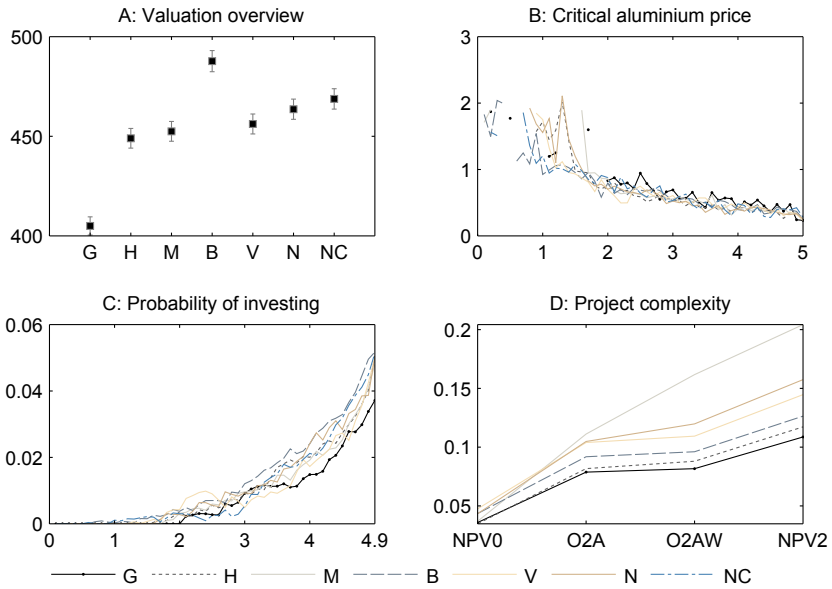 A: Valuation overview
B: Critical aluminium price
500
450
400
G H M B V N NC
3
2
1
0
0 1 2 3 4 5
C: Probability of investing
D: Project complexity
0.06
0.04
0.02
0
0 1 2 3 4 4.9
0.2
0.15
0.1
0.05
NPV0 O2A O2AW NPV2
G H M B V N NC